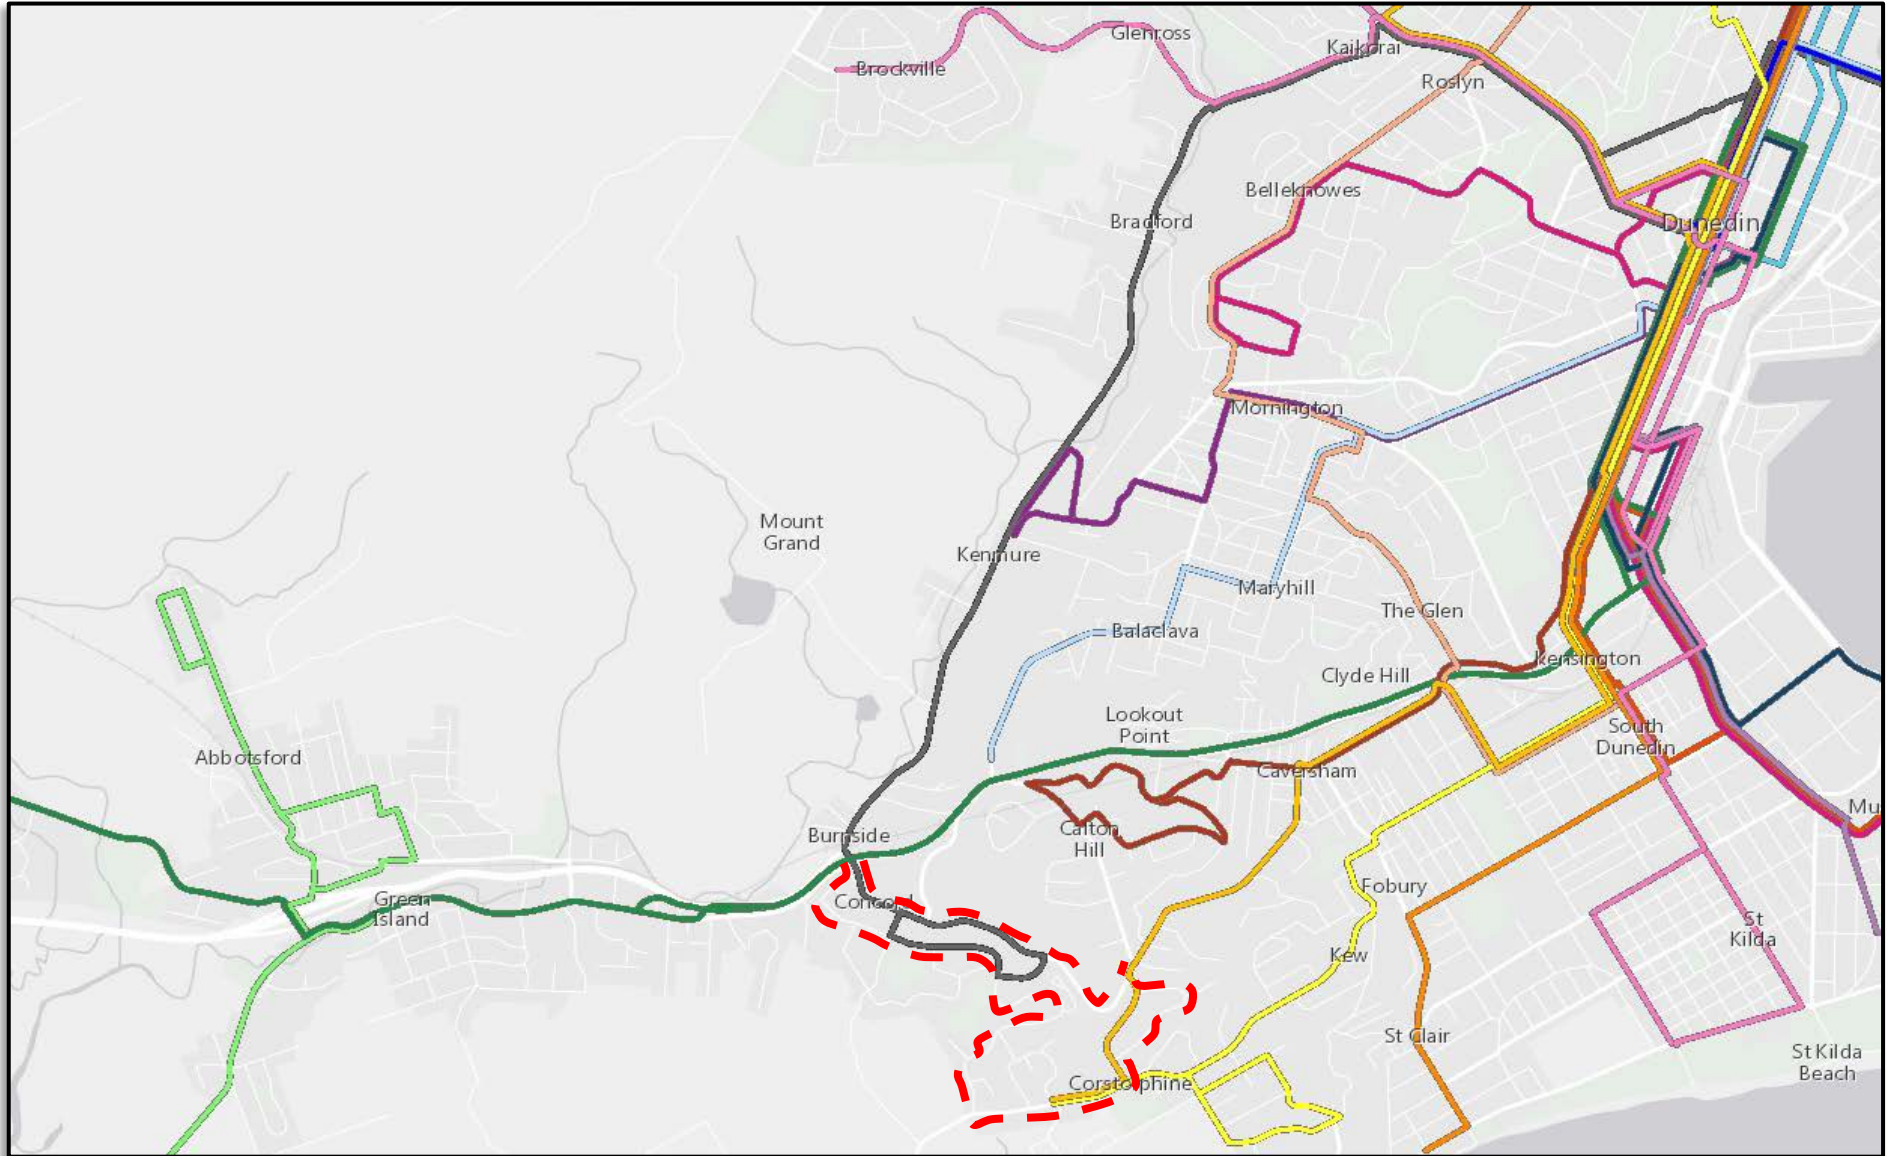 Glenross
Kaikorai
Brockville
Roslyn
Belleknowes
Bradford
Dunedin
Mornington
Mount
Grand
Kenmure
Maryhill
The Glen
Balaclava
Kensington
Clyde Hill
Lookout
Point
South
Dunedin
Abbotsford
Caversham
Mu
Burnside
Calton
Hill
Fobury
Green
Island
Concord
St
Kilda
Kew
St Clair
St Kilda
Beach
Corstorphine